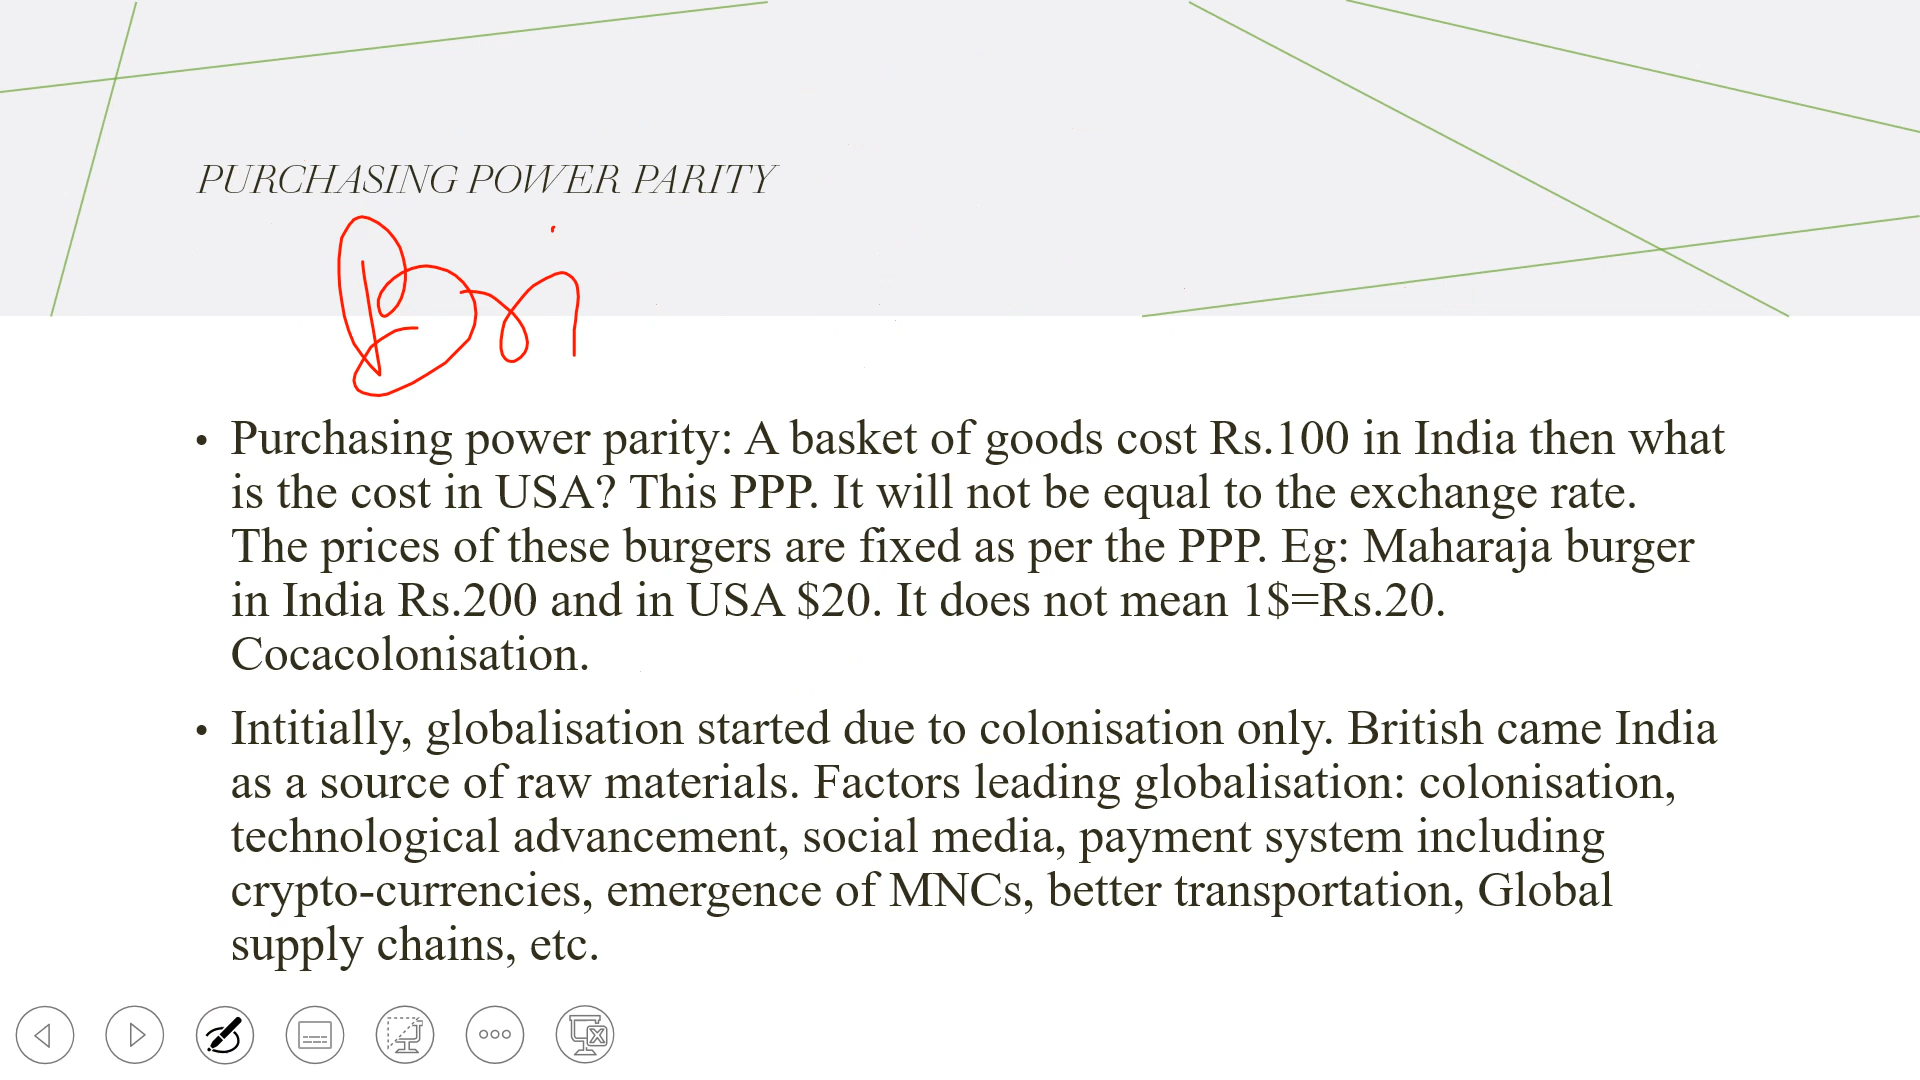 PURCHASING POWER PARITY
Bri
• Purchasing power parity: A basket of goods cost Rs.100 in India then what
is the cost in USA? This PPP. It will not be equal to the exchange rate.
The prices of these burgers are fixed as per the PPP. Eg: Maharaja burger
in India Rs.200 and in USA $20. It does not mean 1$=Rs.20.
Cocacolonisation.
• Intitially, globalisation started due to colonisation only. British came India
as a source of raw materials. Factors leading globalisation: colonisation,
technological advancement, social media, payment system including
crypto-currencies, emergence of MNCs, better transportation, Global
supply chains, etc.